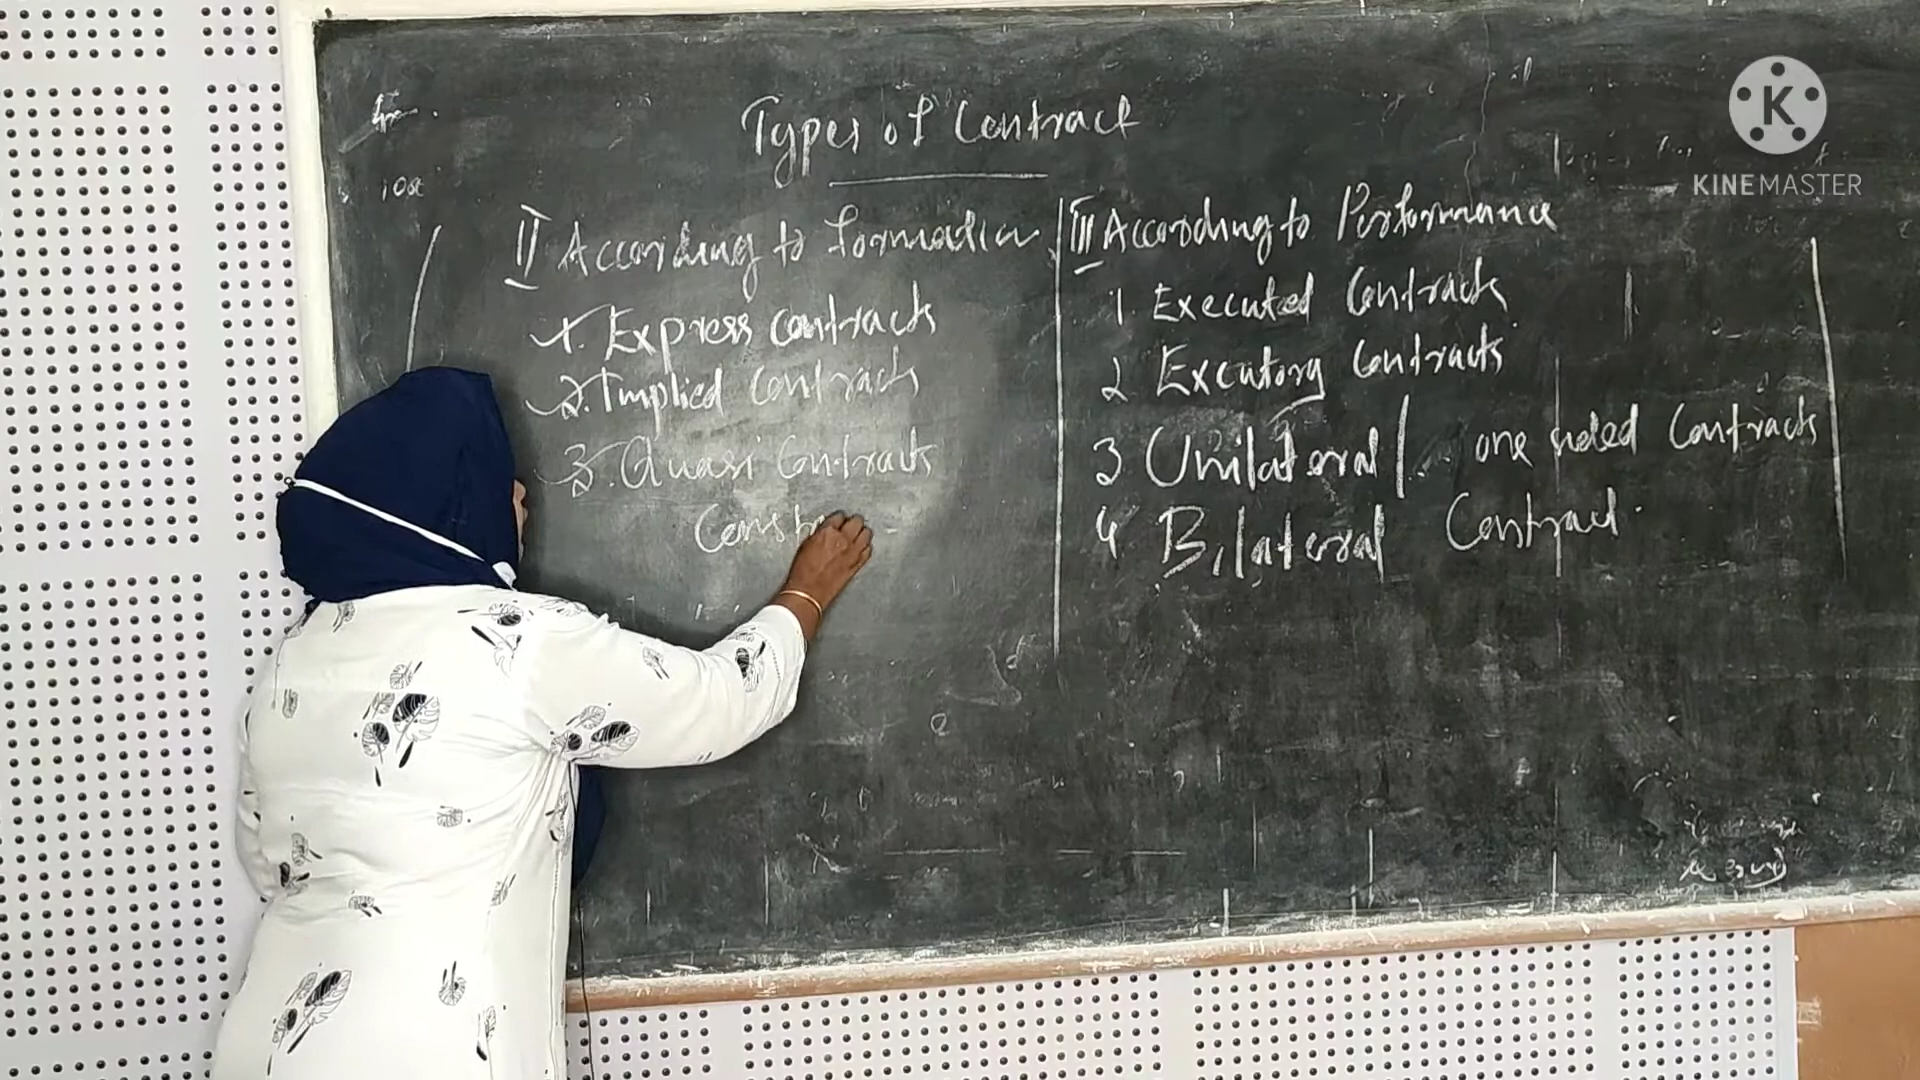 Types of Contract
II According to formation
1. Express contracts
2. Implied Contracts
3. Quasi Contracts
Constr
III According to Performance
1. Executed Contracts
2 Executory Contracts
3 Unilateral / one sided Contracts
4 Bilateral Contract.
K
KINEMASTER